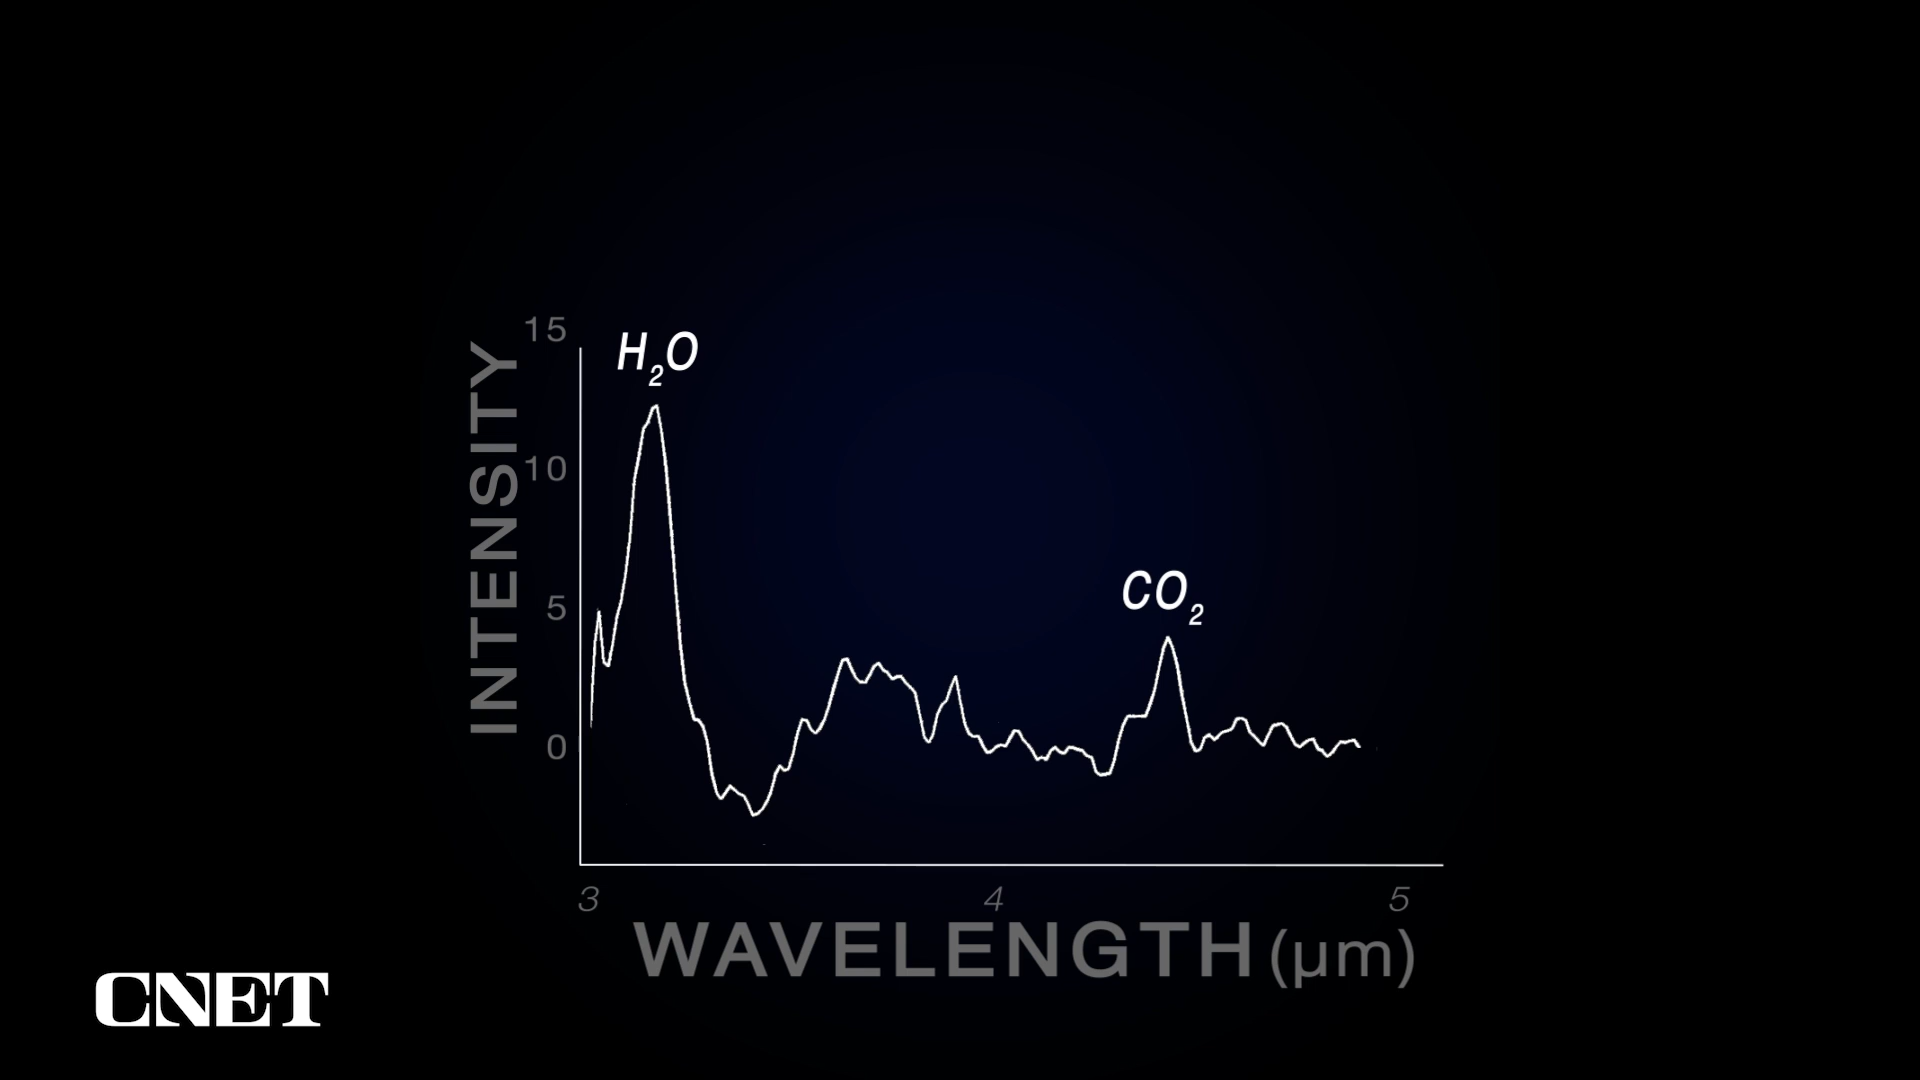 15
H₂O
INTENSITY
10
CO₂
5
0
3 4 5
WAVELENGTH (µm)
CNET